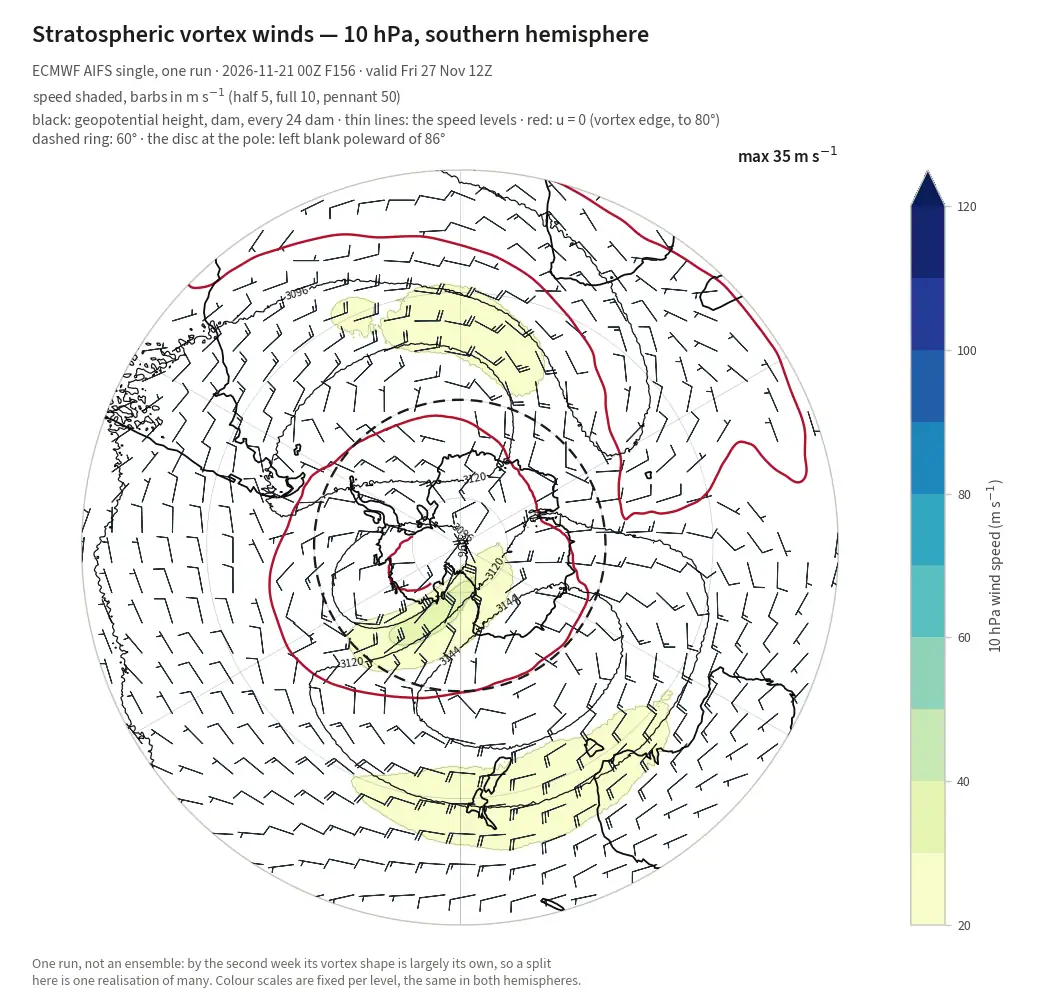 Stratospheric vortex winds — 10 hPa, southern hemisphere
ECMWF AIFS single, one run · 2026-11-21 00Z F156 · valid Fri 27 Nov 12Z
speed shaded, barbs in m s⁻¹ (half 5, full 10, pennant 50)
black: geopotential height, dam, every 24 dam · thin lines: the speed levels · red: u = 0 (vortex edge, to 80°)
dashed ring: 60° · the disc at the pole: left blank poleward of 86°
max 35 m s⁻¹
120
100
80
60
40
20
10 hPa wind speed (m s⁻¹)
3096
3120
3120
3144
3144
3120
One run, not an ensemble: by the second week its vortex shape is largely its own, so a split
here is one realisation of many. Colour scales are fixed per level, the same in both hemispheres.